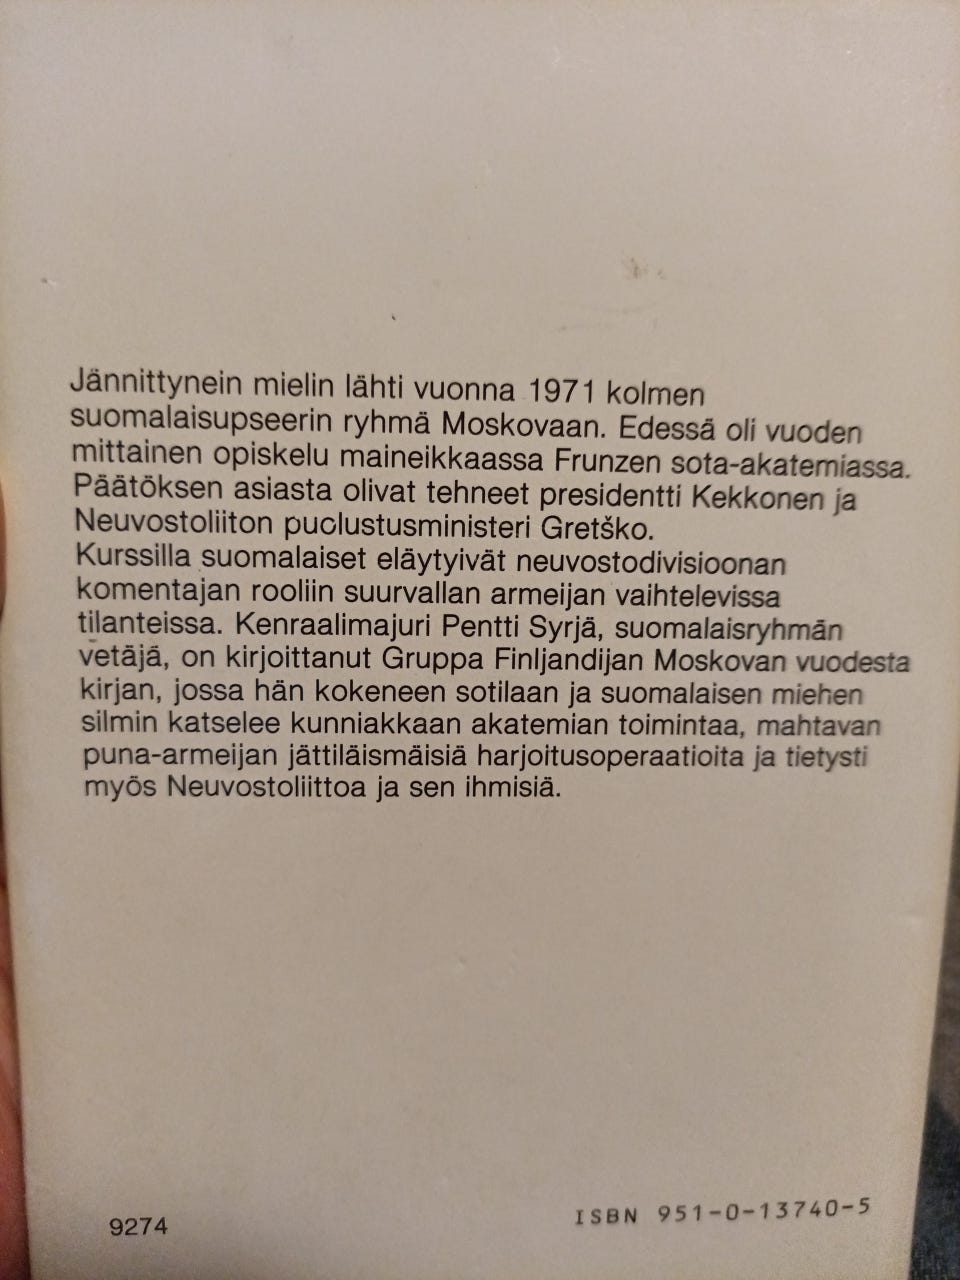 Jännittynein mielin lähti vuonna 1971 kolmen
suomalaisupseerin ryhmä Moskovaan. Edessä oli vuoden
mittainen opiskelu maineikkaassa Frunzen sota-akatemiassa.
Päätöksen asiasta olivat tehneet presidentti Kekkonen ja
Neuvostoliiton puolustusministeri Gretško.
Kurssilla suomalaiset eläytyivät neuvostodivisioonan
komentajan rooliin suurvallan armeijan vaihtelevissa
tilanteissa. Kenraalimajuri Pentti Syrjä, suomalaisryhmän
vetäjä, on kirjoittanut Gruppa Finljandijan Moskovan vuodesta
kirjan, jossa hän kokeneen sotilaan ja suomalaisen miehen
silmin katselee kunniakkaan akatemian toimintaa, mahtavan
puna-armeijan jättiläismäisiä harjoitusoperaatioita ja tietysti
myös Neuvostoliittoa ja sen ihmisiä.
9274
ISBN 951-0-13740-5